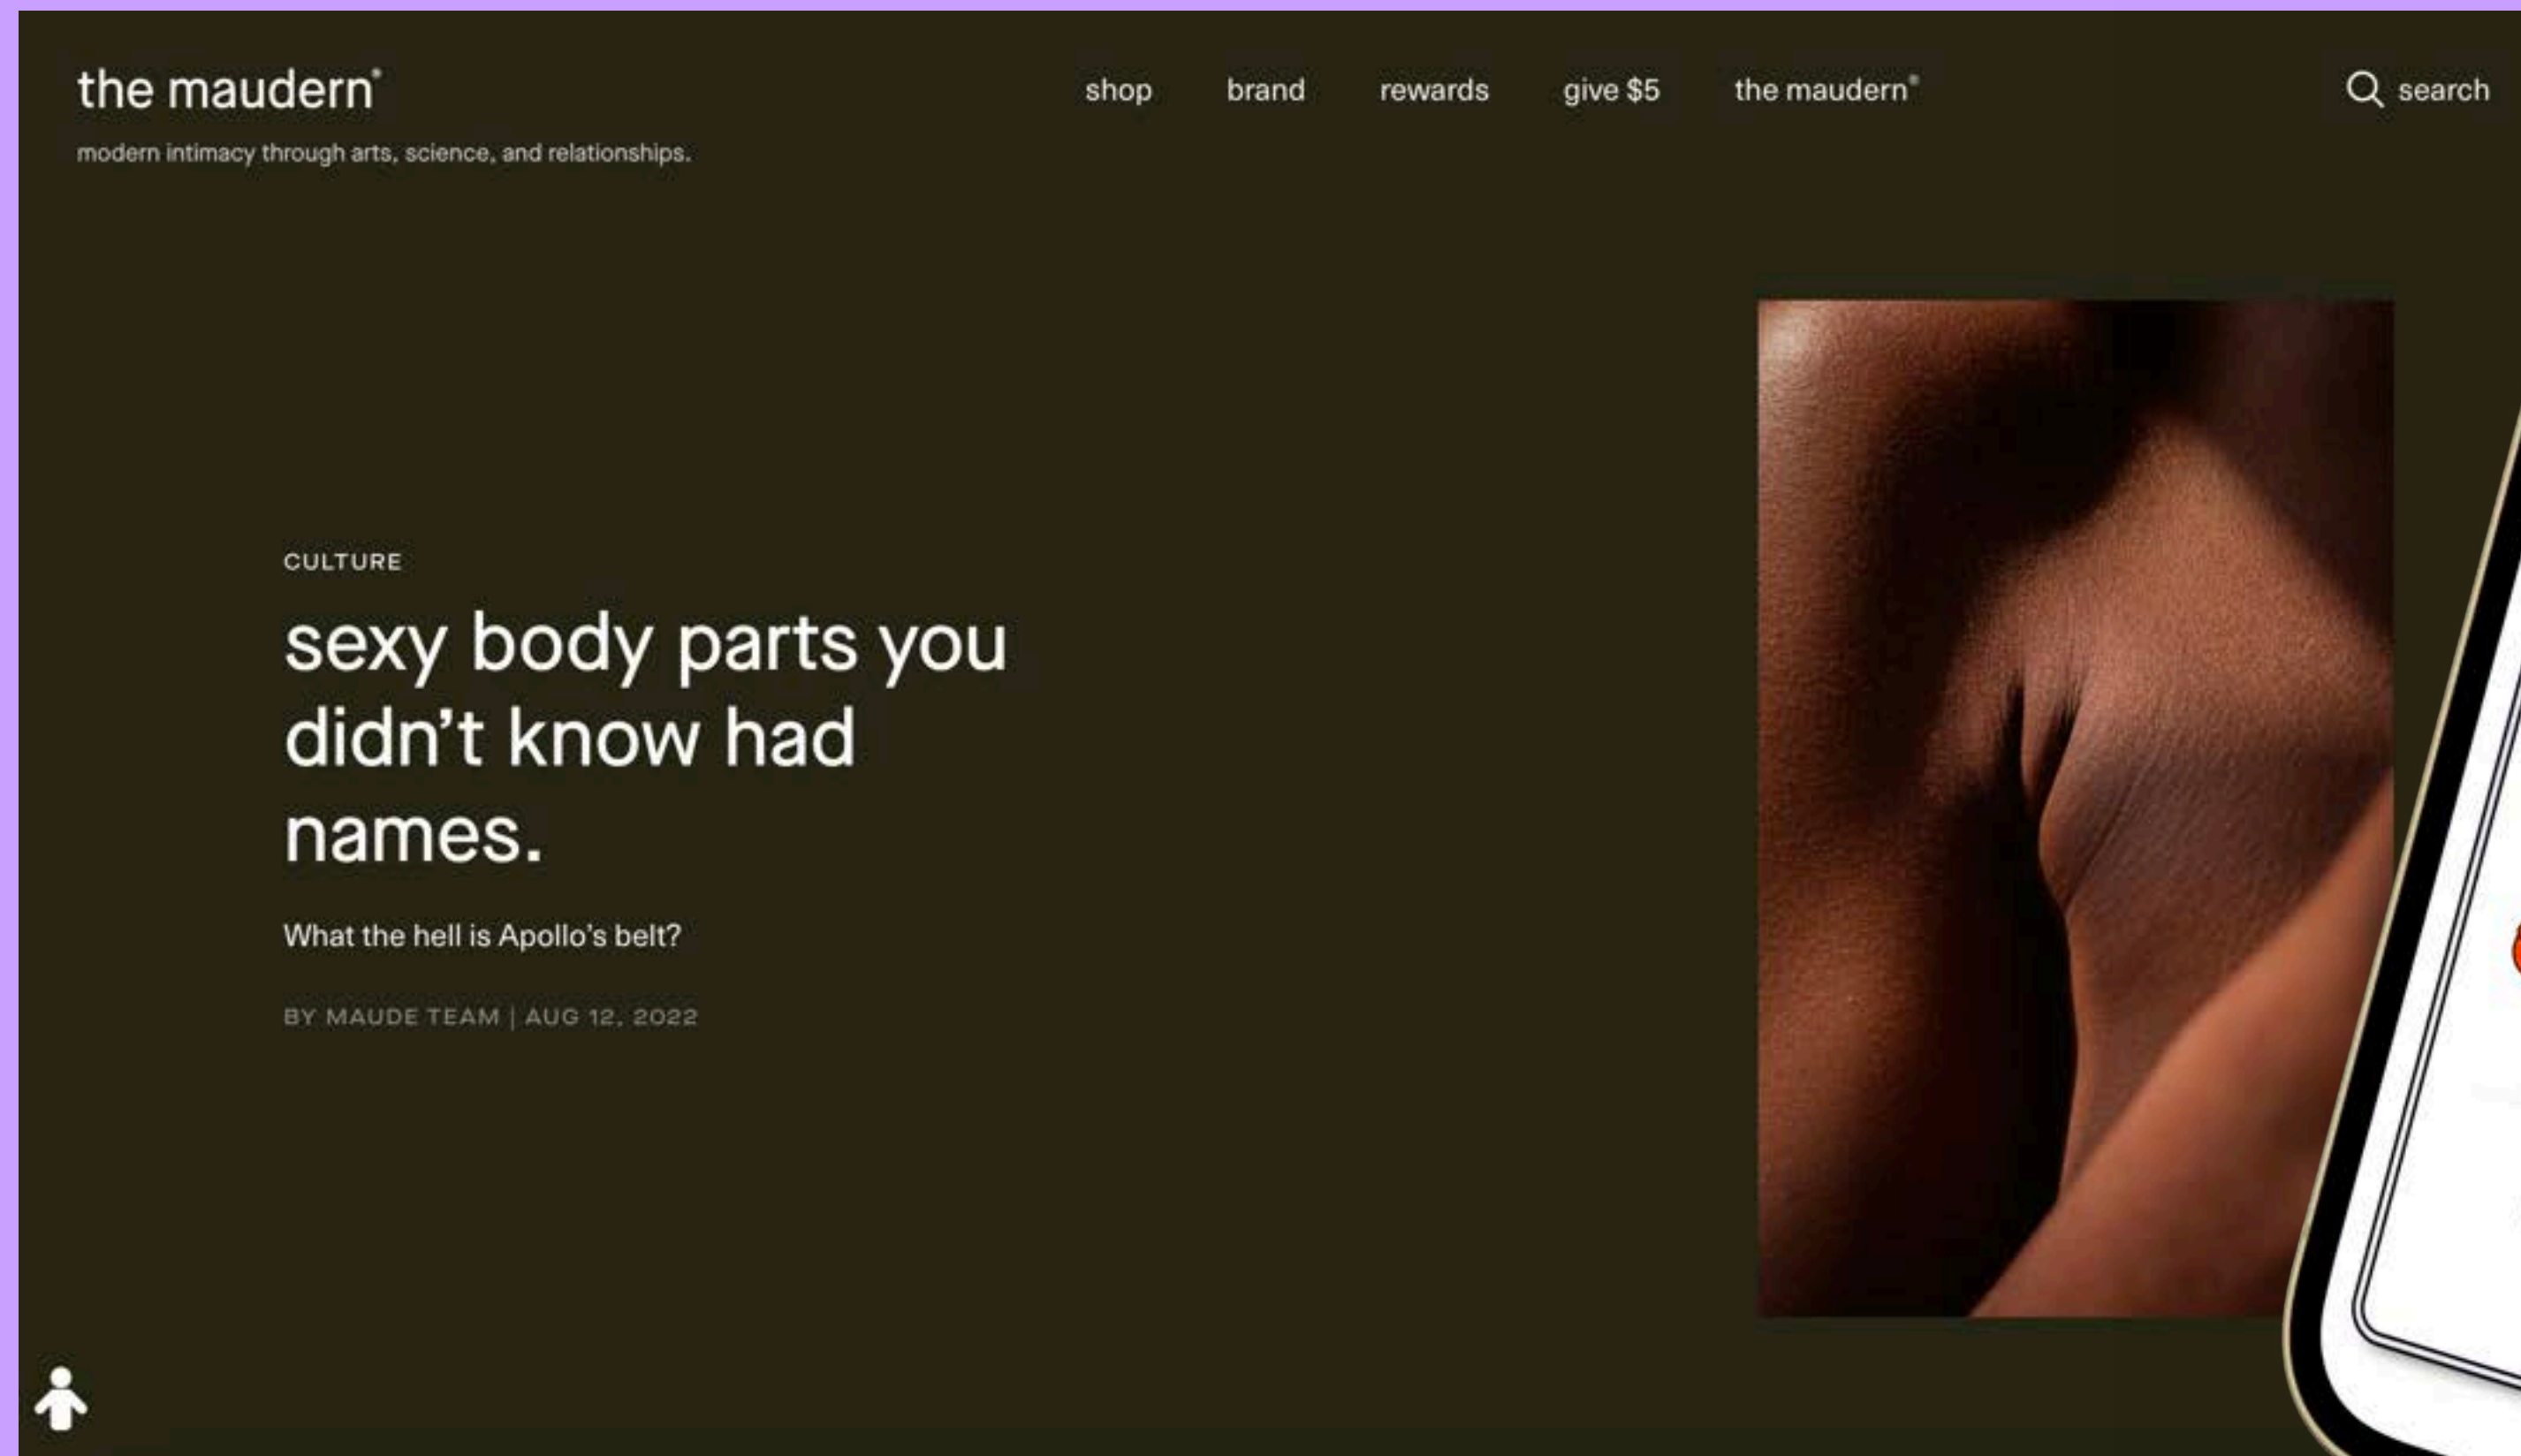 the maudern®
modern intimacy through arts, science, and relationships.
shop brand rewards give $5 the maudern®
search
CULTURE
sexy body parts you
didn’t know had
names.
What the hell is Apollo’s belt?
BY MAUDE TEAM | AUG 12, 2022